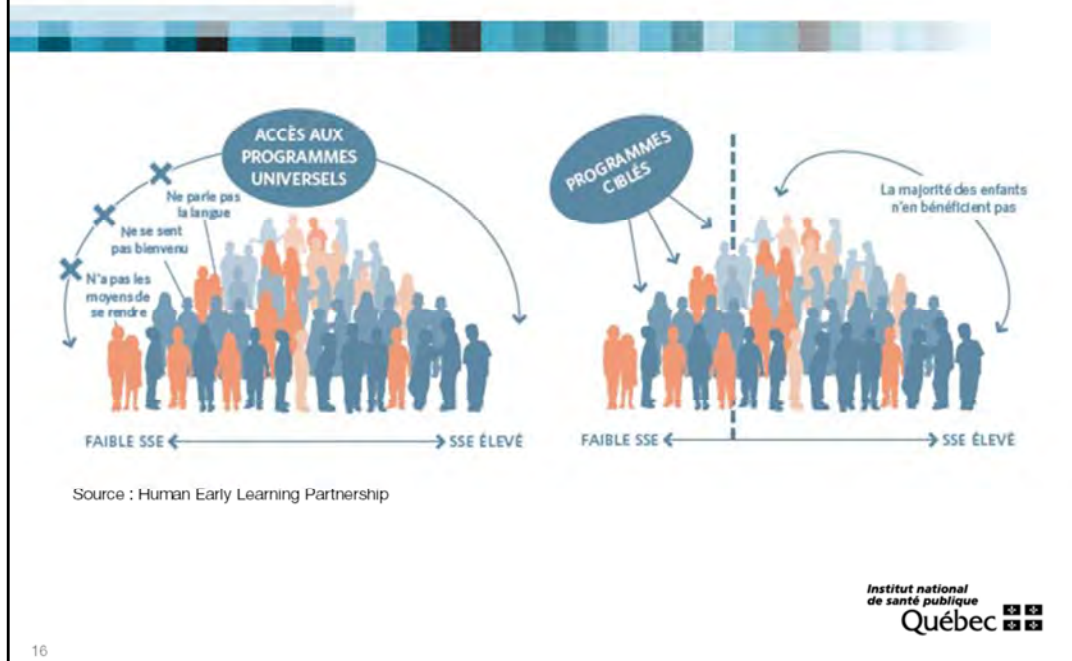 ACCÈS AUX
PROGRAMMES
UNIVERSELS
Ne parle pas
la langue
Ne se sent
pas bienvenu
N'a pas les
moyens de
se rendre
FAIBLE SSE
SSE ÉLEVÉ
PROGRAMMES
CIBLÉS
La majorité des enfants
n'en bénéficient pas
FAIBLE SSE
SSE ÉLEVÉ
Source : Human Early Learning Partnership
Institut national
de santé publique
Québec
16